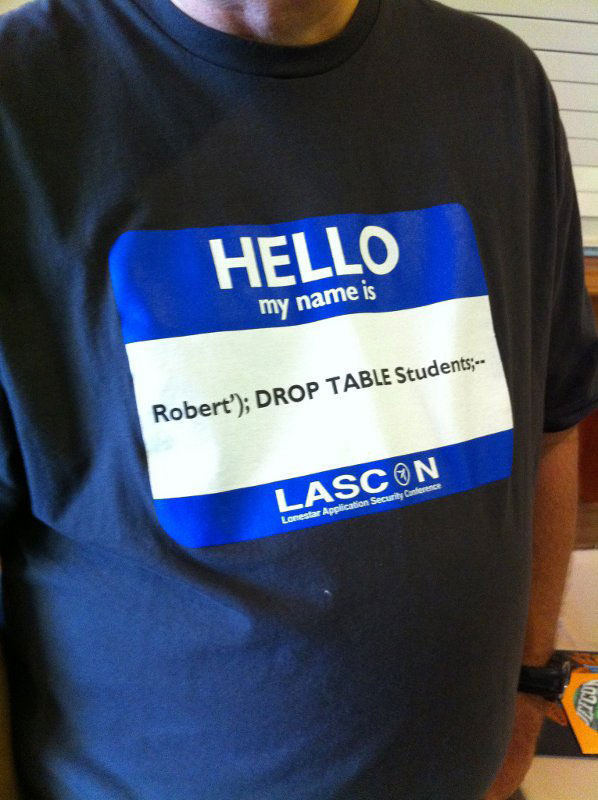 HELLO
my name is
Robert'); DROP TABLE Students;--
LASCON
Lonestar Application Security Conference